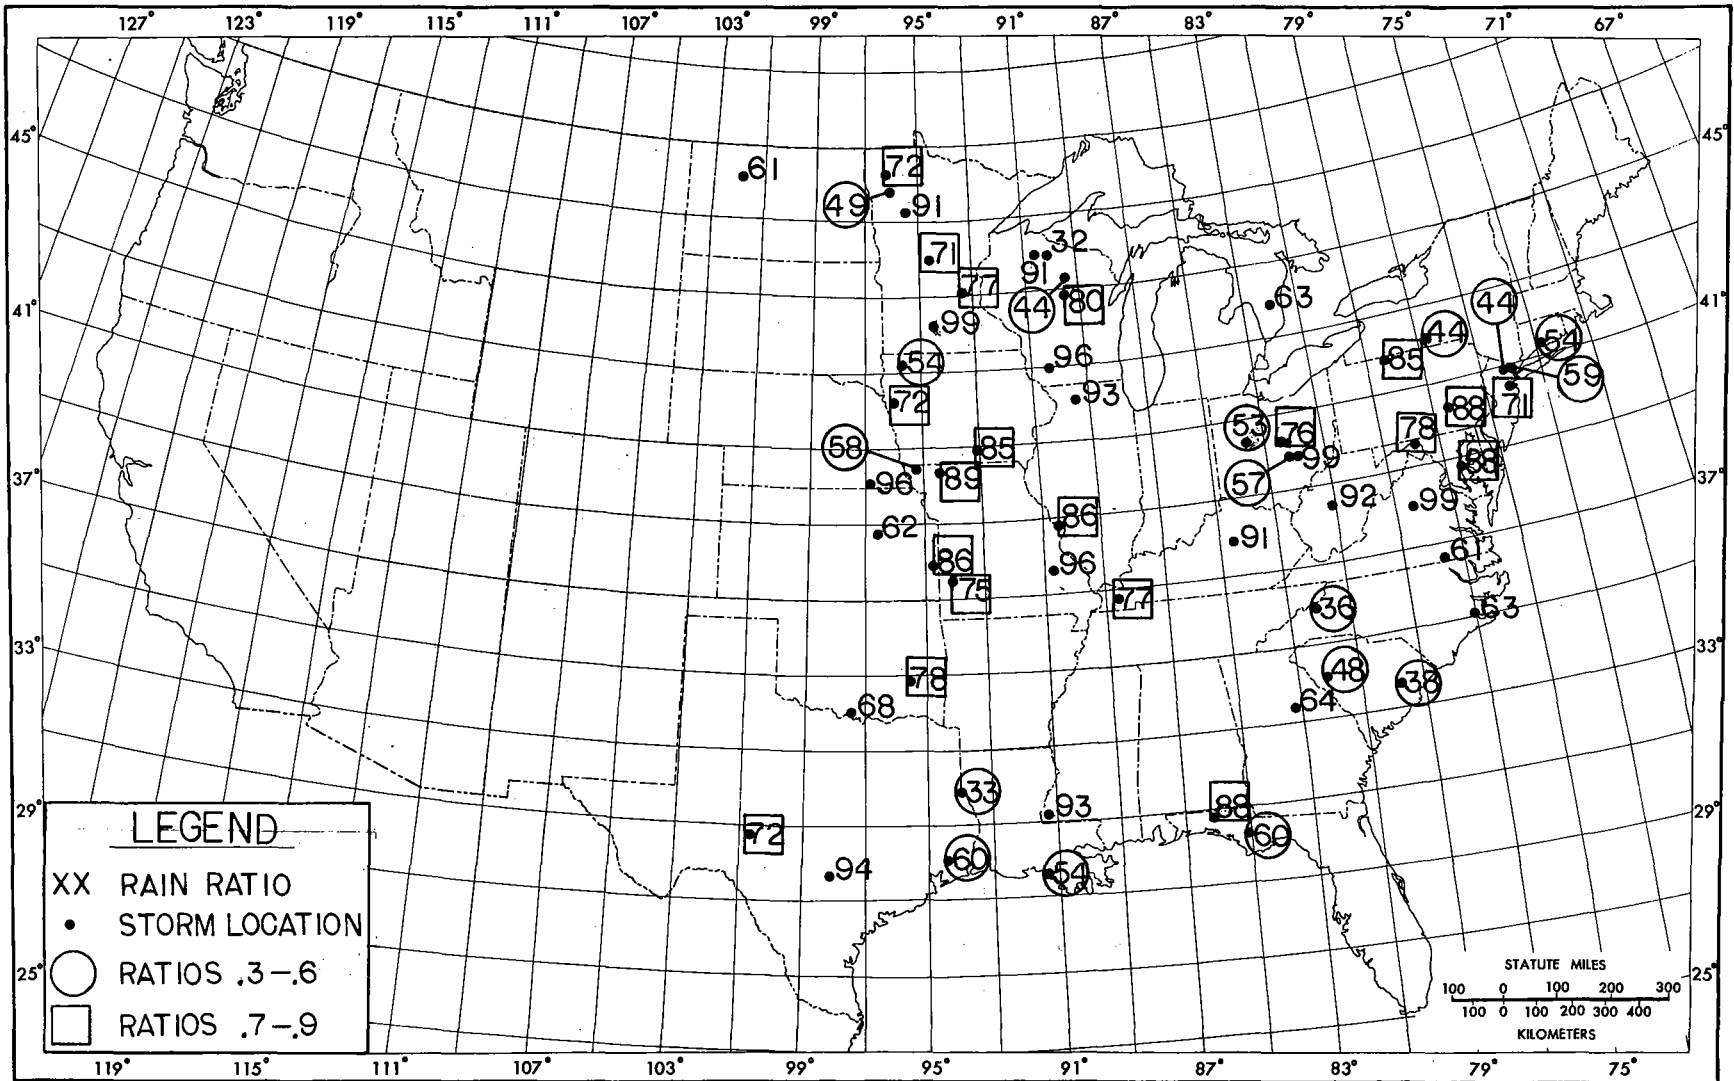 127° 123° 119° 115° 111° 107° 103° 99° 95° 91° 87° 83° 79° 75° 71° 67°
45° 45°
61 72
49 91
71 32
91
77 44 80 63
41° 41°
99 44 44 54
54 96 85 59
72 93 71
88
53 76 78
58 85 99 88
37° 96 89 57 37°
62 86 92 99
86 96 91 61
75 77 36 63
33° 33°
78 48 38
68 64
33 93 88
29° 29°
72 60 60
94 54
25° 25°
LEGEND
XX RAIN RATIO
• STORM LOCATION
RATIOS .3-.6
RATIOS .7-.9
STATUTE MILES
100 0 100 200 300
100 0 100 200 300 400
KILOMETERS
119° 111° 107° 103° 99° 95° 91° 87° 83° 79° 75°